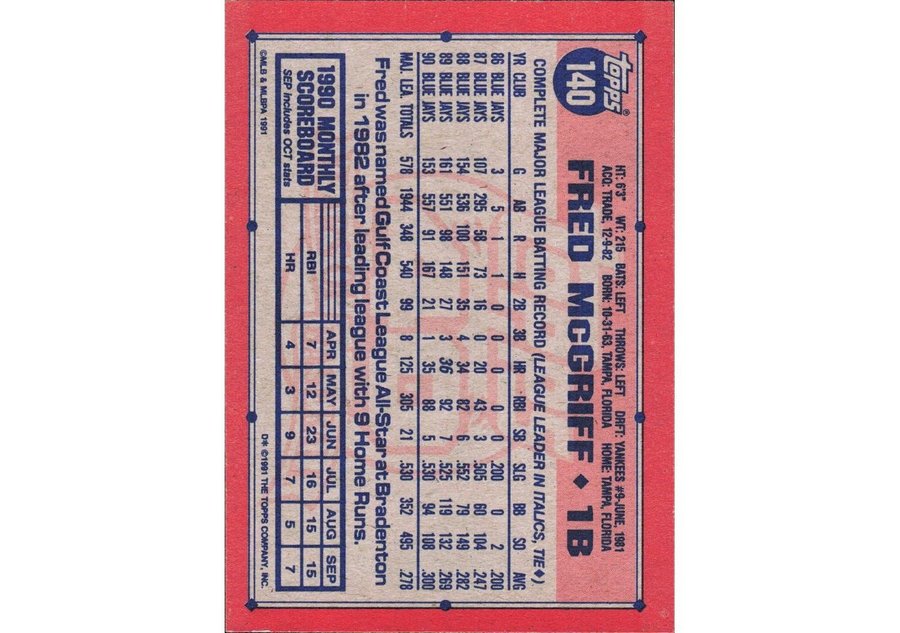 topps®
140
FRED McGRIFF ♦ 1B
HT: 6'3" WT: 215 BATS: LEFT THROWS: LEFT DRFT: YANKEES #9-JUNE, 1981
ACQ: TRADE, 12-9-82 BORN: 10-31-63, TAMPA, FLORIDA HOME: TAMPA, FLORIDA
COMPLETE MAJOR LEAGUE BATTING RECORD (LEAGUE LEADER IN ITALICS, TIE♦)
YR CLUB G AB R H 2B 3B HR RBI SB SLG BB SO AVG
86 BLUE JAYS 3 5 1 1 0 0 0 0 0 .200 0 2 .200
87 BLUE JAYS 107 295 58 73 16 0 20 43 3 .505 60 104 .247
88 BLUE JAYS 154 536 100 151 35 4 34 82 6 .552 79 149 .282
89 BLUE JAYS 161 551 98 148 27 3 36 92 7 .525 119 132 .269
90 BLUE JAYS 153 557 91 167 21 1 35 88 5 .530 94 108 .300
MAJ. LEA. TOTALS 578 1944 348 540 99 8 125 305 21 .530 352 495 .278
Fred was named Gulf Coast League All-Star at Bradenton
in 1982 after leading league with 9 Home Runs.
1990 MONTHLY
SCOREBOARD
SEP includes OCT stats
APR MAY JUN JUL AUG SEP
RBI 7 12 23 16 15 15
HR 4 3 9 7 5 7
©MLB & MLBPA 1991
D* ©1991 THE TOPPS COMPANY, INC.